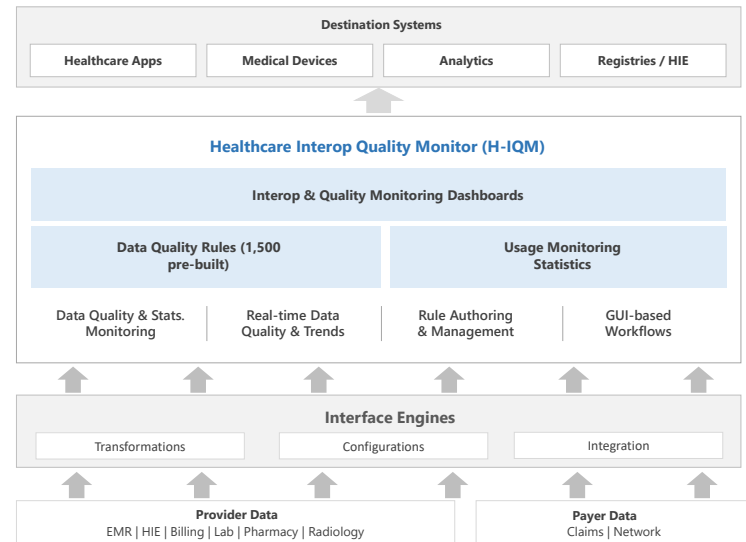 Destination Systems
Healthcare Apps
Medical Devices
Analytics
Registries / HIE
Healthcare Interop Quality Monitor (H-IQM)
Interop & Quality Monitoring Dashboards
Data Quality Rules (1,500
pre-built)
Usage Monitoring
Statistics
Data Quality & Stats.
Monitoring
Real-time Data
Quality & Trends
Rule Authoring
& Management
GUI-based
Workflows
Interface Engines
Transformations
Configurations
Integration
Provider Data
EMR | HIE | Billing | Lab | Pharmacy | Radiology
Payer Data
Claims | Network